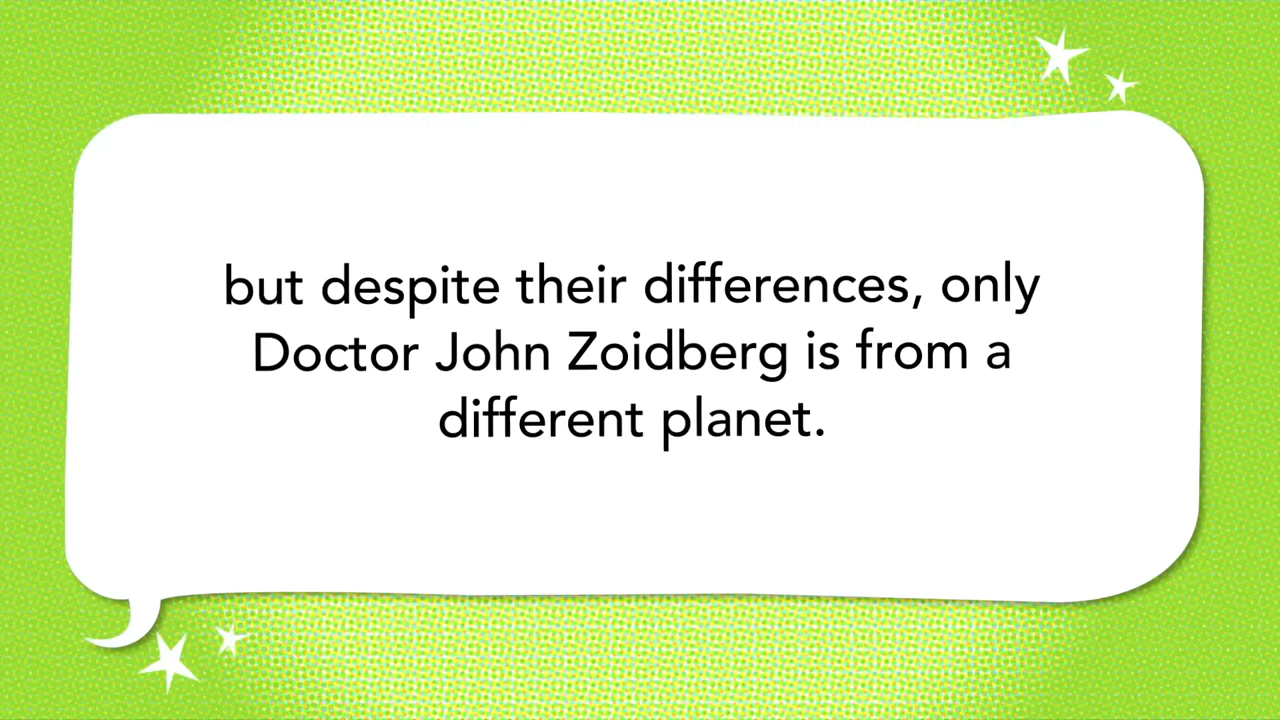 but despite their differences, only
Doctor John Zoidberg is from a
different planet.